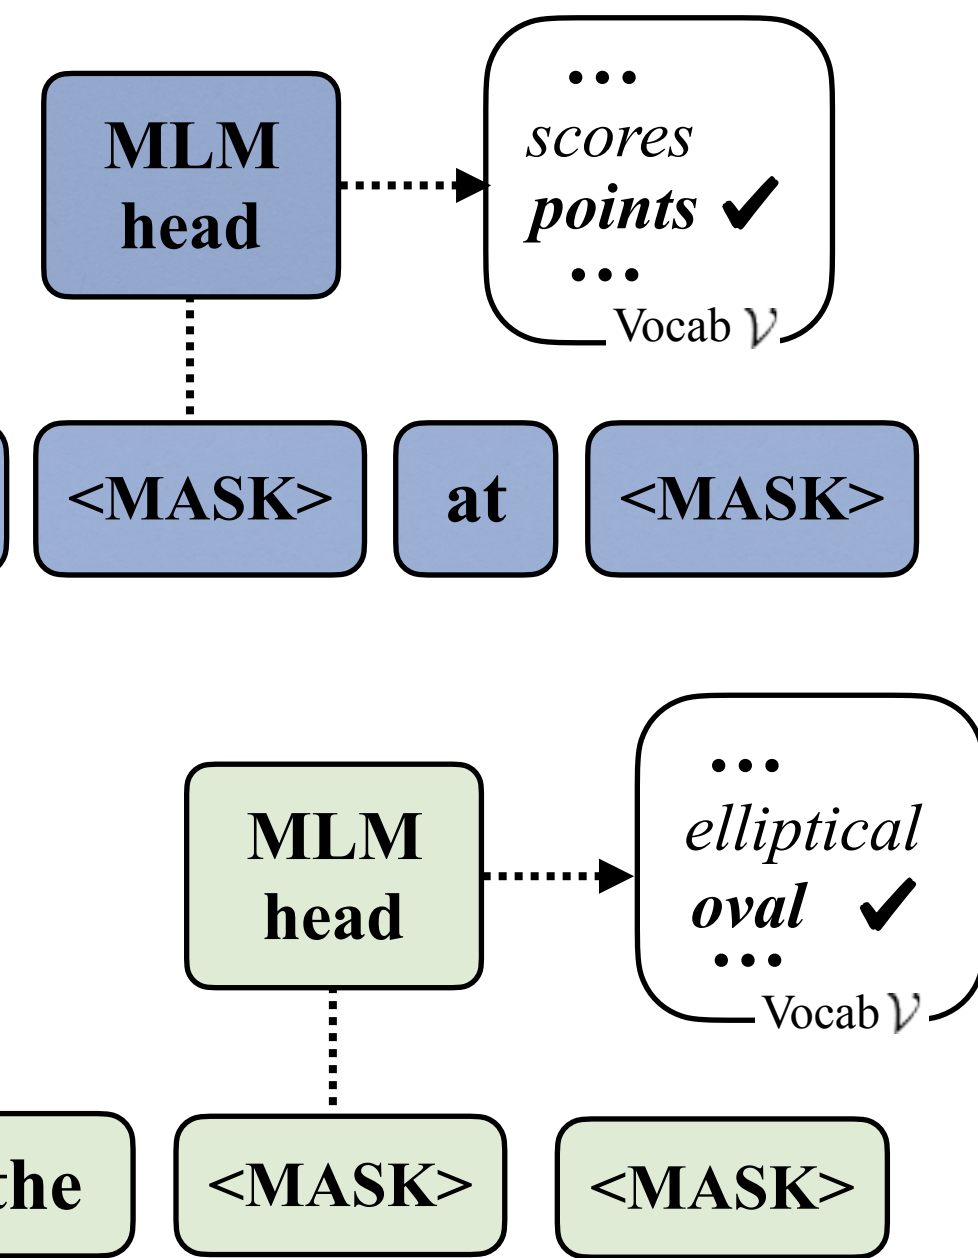 MLM
head
...
scores
points ✓
...
Vocab 𝒱
<MASK> at <MASK>
MLM
head
...
elliptical
oval ✓
...
Vocab 𝒱
the <MASK> <MASK>